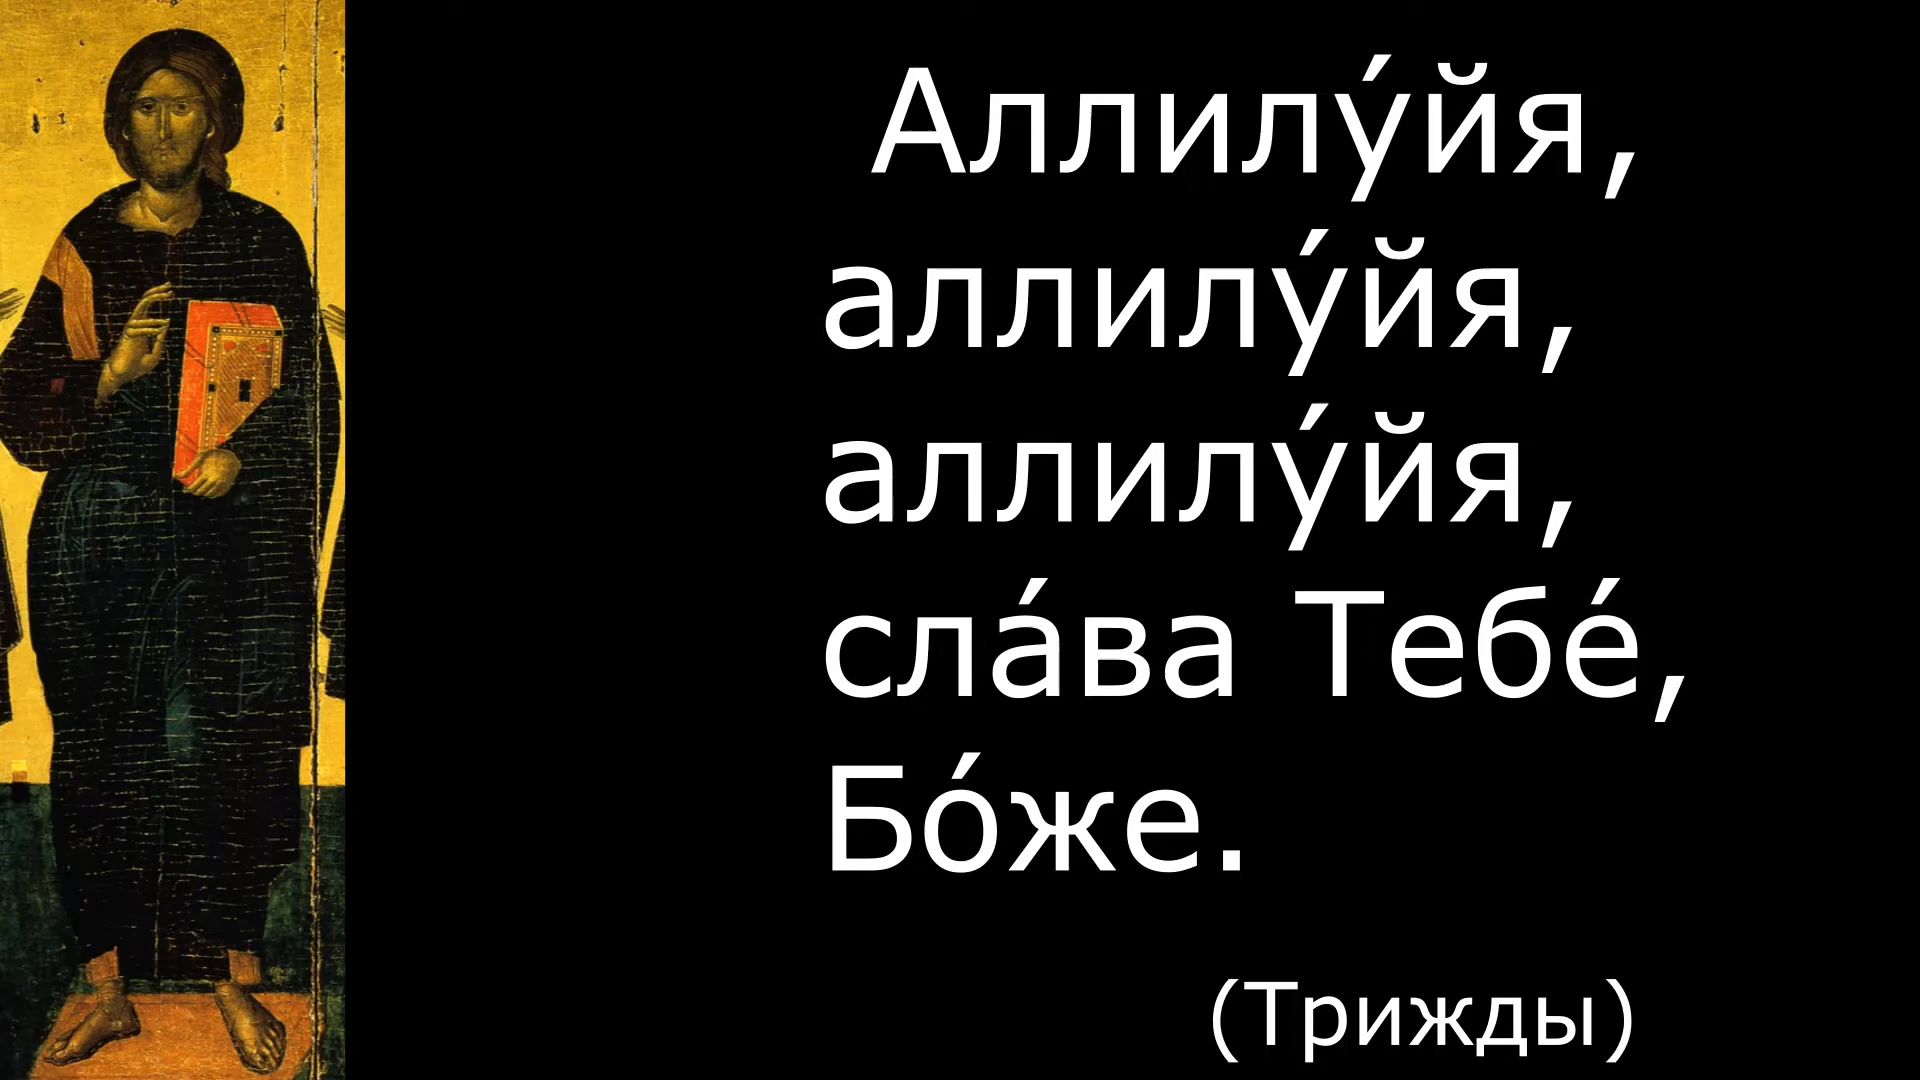 Аллилу́йя,
аллилу́йя,
аллилу́йя,
сла́ва Тебе́,
Бо́же.
(Трижды)